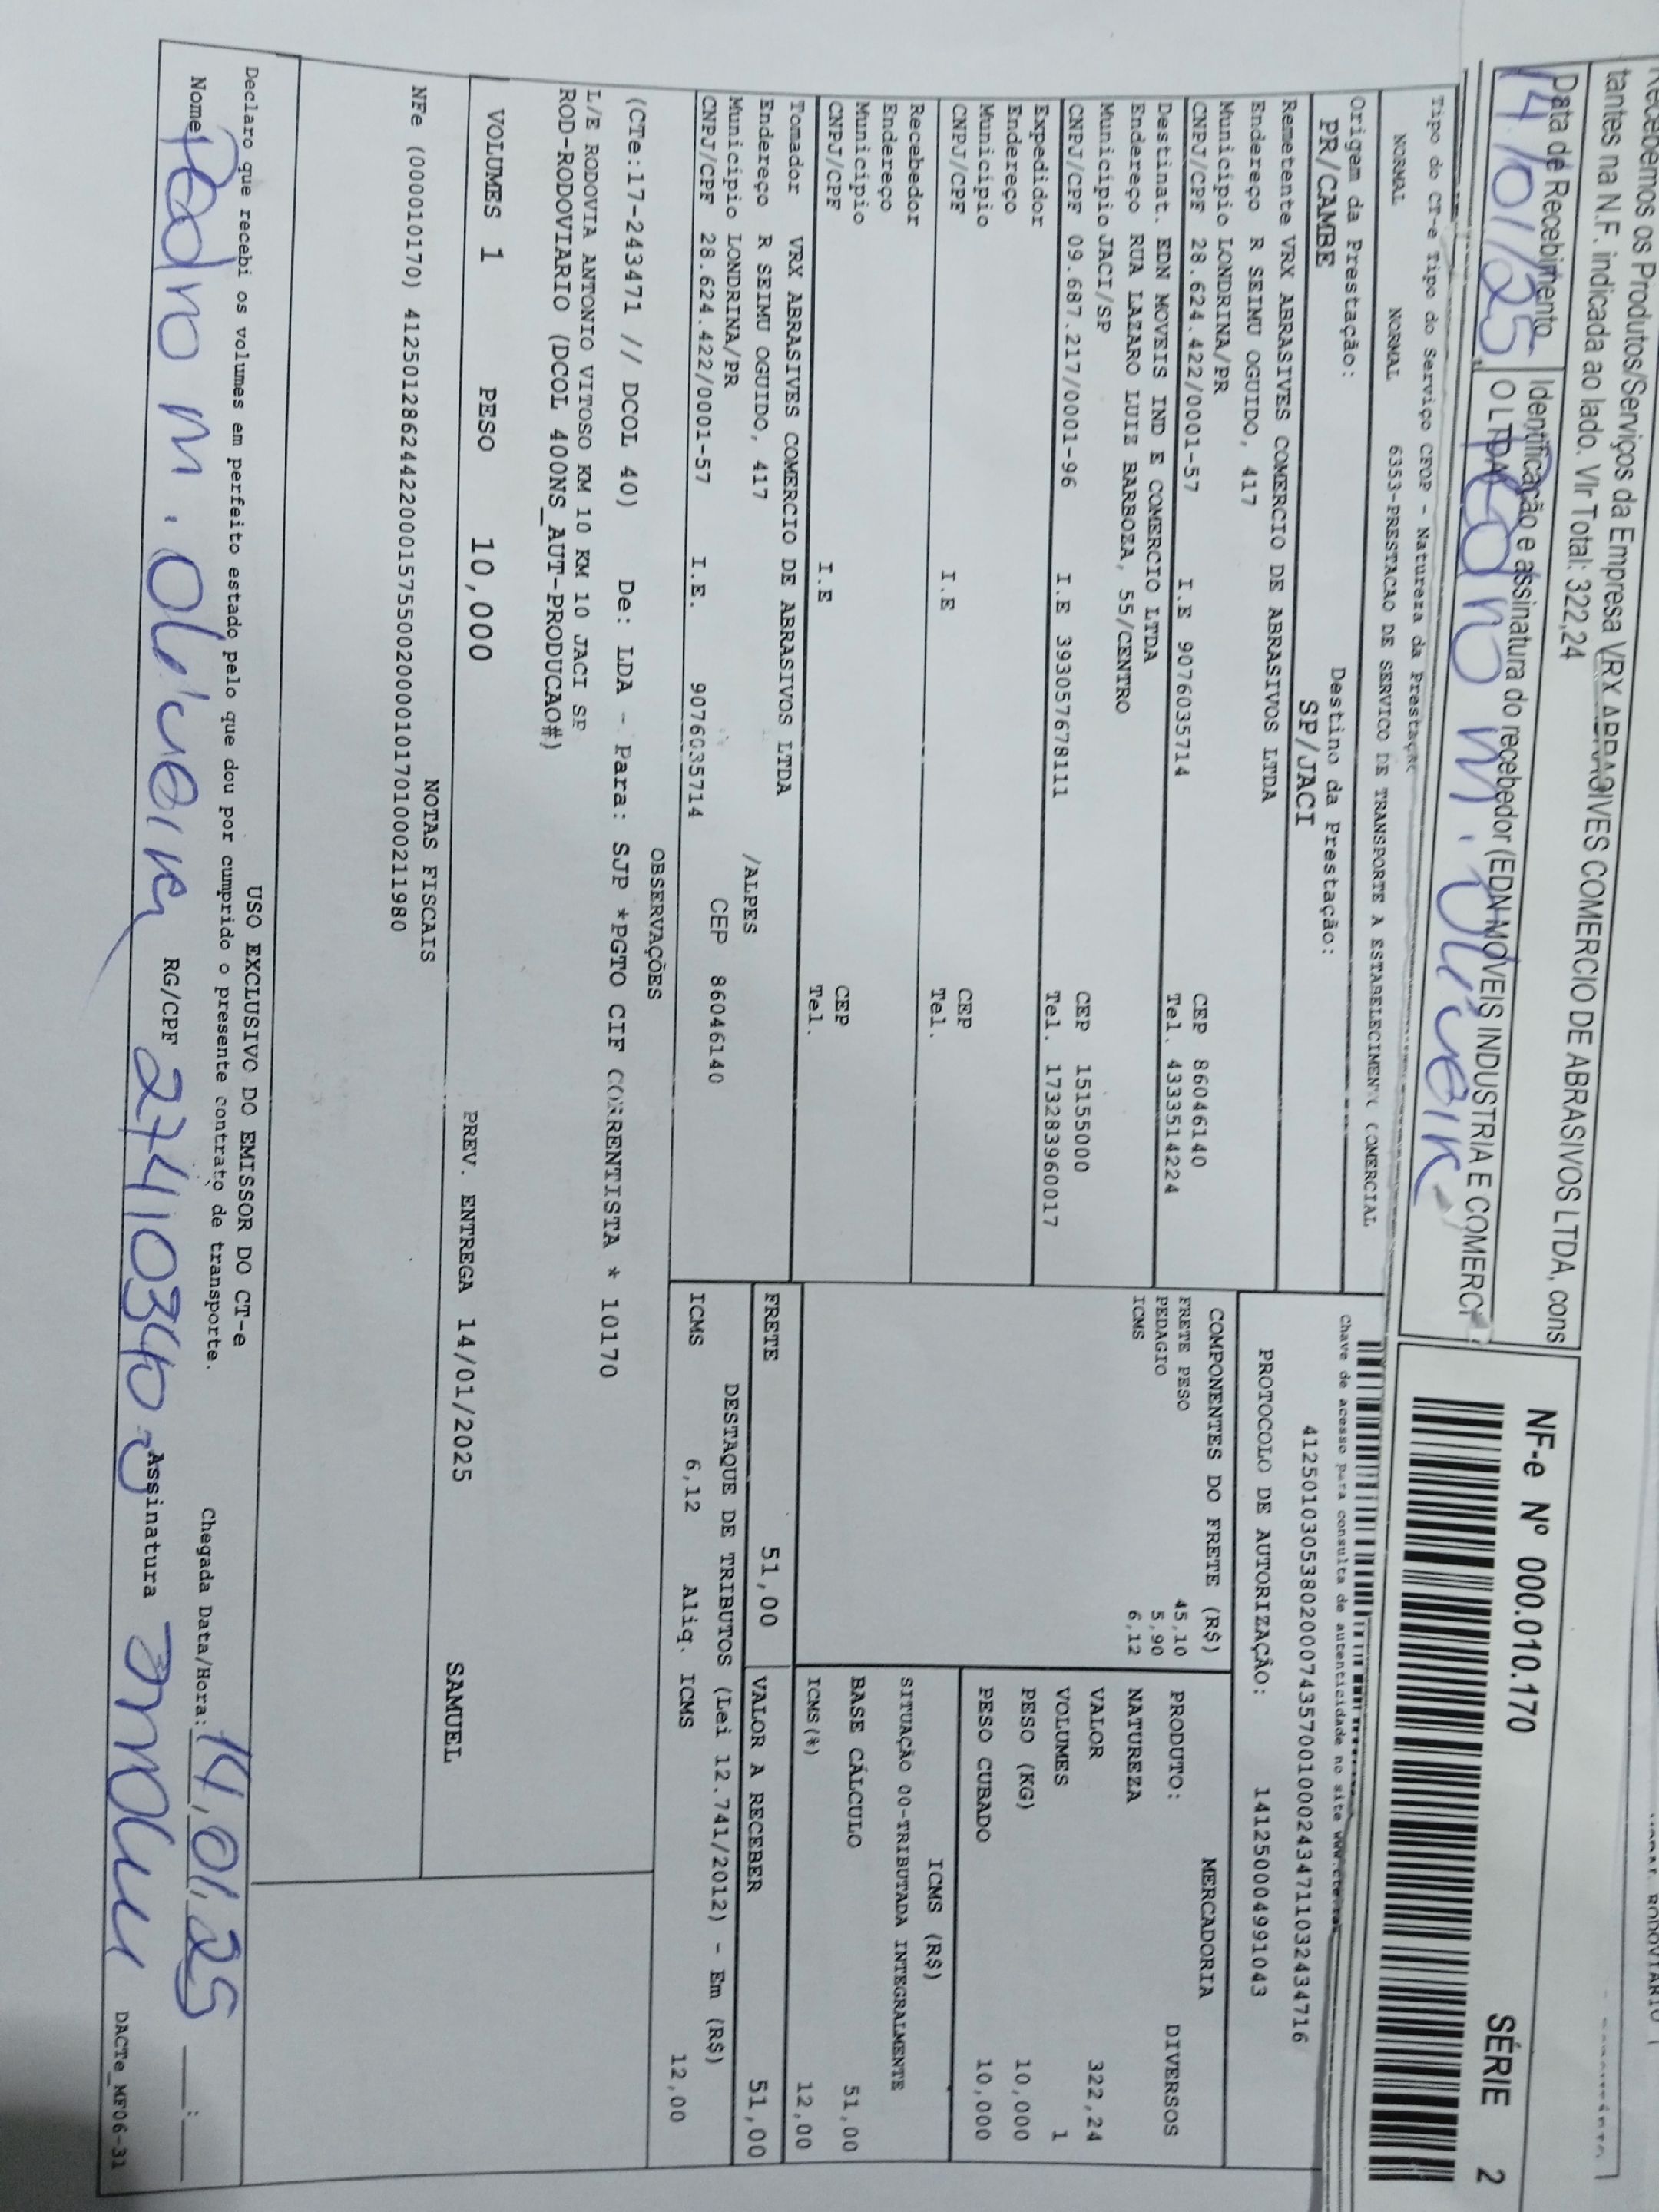 tantes na N.F. indicada ao lado. Vlr Total: 322,24
Recebemos os Produtos/Serviços da Empresa VRX ABRASIVES COMERCIO DE ABRASIVOS LTDA, cons
Data de Recebimento
14/01/25
Identificação e assinatura do recebedor (EDN MOVEIS INDUSTRIA E COMERCI
O LTDA)
Pedro M. Oliveira
NF-e Nº 000.010.170
SÉRIE 2
Tipo do CT-e Tipo do Serviço CFOP - Natureza da Prestação
NORMAL NORMAL 6353-PRESTACAO DE SERVICO DE TRANSPORTE A ESTABELECIMENTO COMERCIAL
Origem da Prestação: Destino da Prestação:
PR/CAMBE SP/JACI
Chave de acesso para consulta de autenticidade no site
41250103053802000743570010002434711032434716
PROTOCOLO DE AUTORIZAÇÃO: 141250004991043
Remetente VRX ABRASIVES COMERCIO DE ABRASIVOS LTDA
Endereço R SEIMU OGUIDO, 417
Municipio LONDRINA/PR CEP 86046140
CNPJ/CPF 28.624.422/0001-57 I.E 9076035714 Tel. 4333514224
Destinat. EDN MOVEIS IND E COMERCIO LTDA
Endereço RUA LAZARO LUIZ BARBOZA, 55/CENTRO
Municipio JACI/SP CEP 15155000
CNPJ/CPF 09.687.217/0001-96 I.E 393057678111 Tel. 173283960017
Expedidor
Endereço
Municipio CEP
CNPJ/CPF I.E Tel.
Recebedor
Endereço
Municipio CEP
CNPJ/CPF I.E Tel.
Tomador VRX ABRASIVES COMERCIO DE ABRASIVOS LTDA
Endereço R SEIMU OGUIDO, 417 /ALPES
Municipio LONDRINA/PR CEP 86046140
CNPJ/CPF 28.624.422/0001-57 I.E. 9076035714
COMPONENTES DO FRETE (R$)
FRETE PESO 45,10
PEDAGIO 5,90
ICMS 6,12
MERCADORIA
PRODUTO: DIVERSOS
NATUREZA
VALOR 322,24
VOLUMES 1
PESO (KG) 10,000
PESO CUBADO 10,000
ICMS (R$)
SITUAÇÃO 00-TRIBUTADA INTEGRALMENTE
BASE CÁLCULO 51,00
ICMS(%) 12,00
FRETE 51,00 VALOR A RECEBER 51,00
DESTAQUE DE TRIBUTOS (Lei 12.741/2012) - Em (R$)
ICMS 6,12 Aliq. ICMS 12,00
OBSERVAÇÕES
(CTe:17-243471 // DCOL 40) De: LDA - Para: SJP *PGTO CIF CORRENTISTA * 10170
L/E RODOVIA ANTONIO VITOSO KM 10 KM 10 JACI SP
ROD-RODOVIARIO (DCOL 400NS_AUT-PRODUCAO#)
VOLUMES 1 PESO 10,000 PREV. ENTREGA 14/01/2025 SAMUEL
NOTAS FISCAIS
NFe (000010170) 41250128624422000157550020000101701000211980
USO EXCLUSIVO DO EMISSOR DO CT-e
Declaro que recebi os volumes em perfeito estado pelo que dou por cumprido o presente contrato de transporte.
Chegada Data/Hora: 14/01/25 __:__
Nome Pedro M. Oliveira RG/CPF Assinatura
DACTe_MF06-31